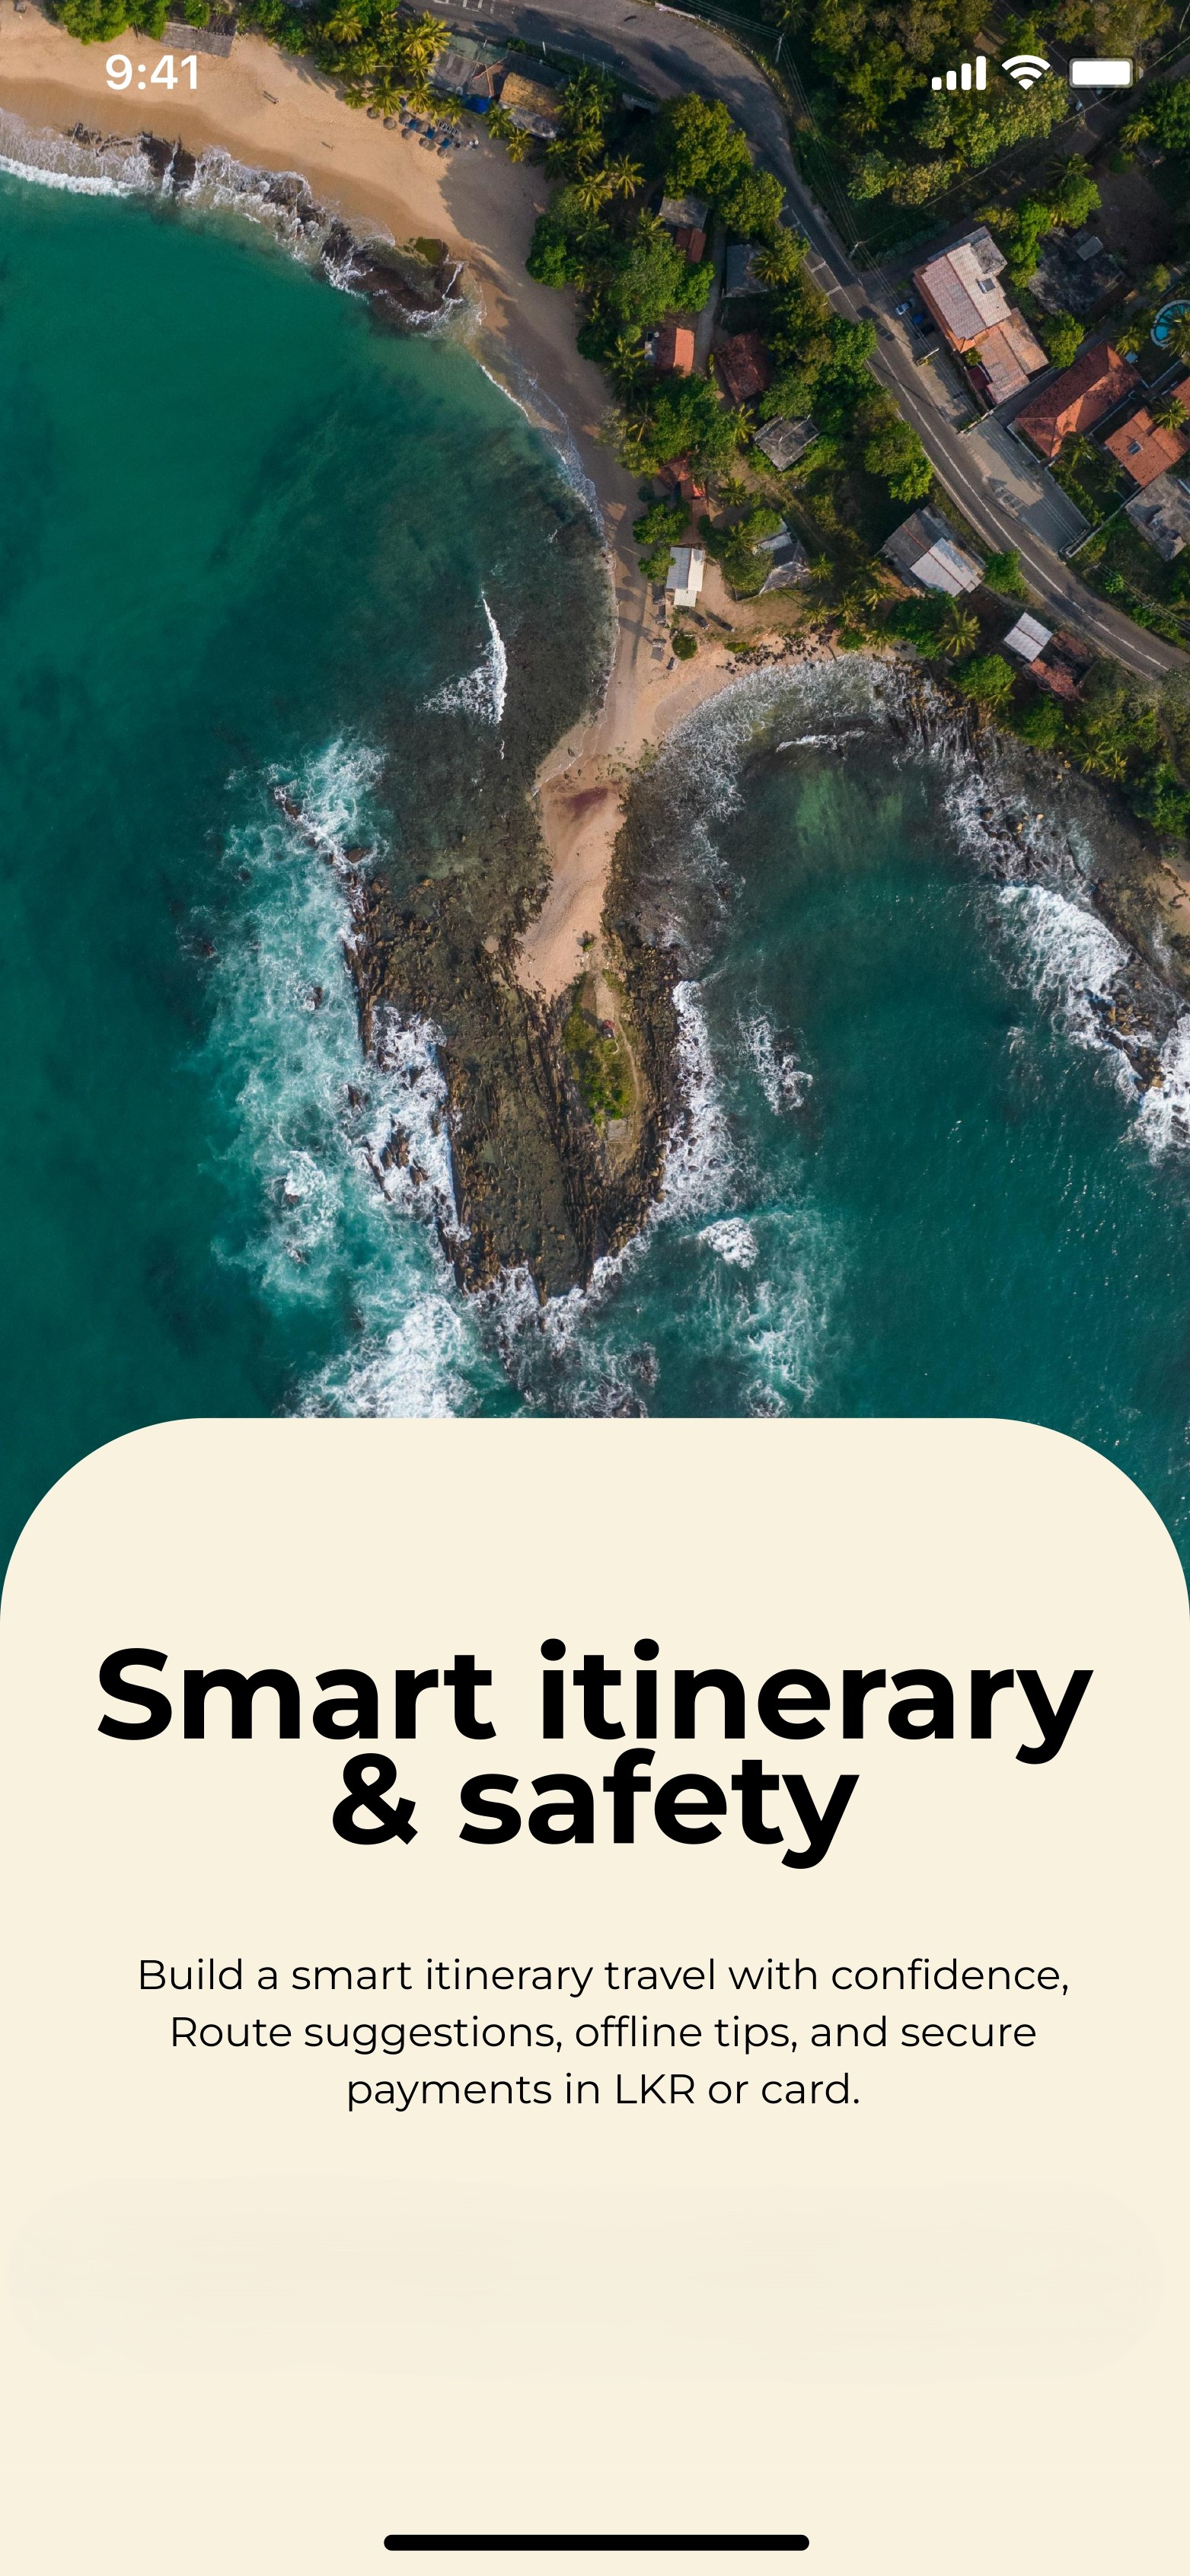 9:41
Smart itinerary
& safety
Build a smart itinerary travel with confidence,
Route suggestions, offline tips, and secure
payments in LKR or card.